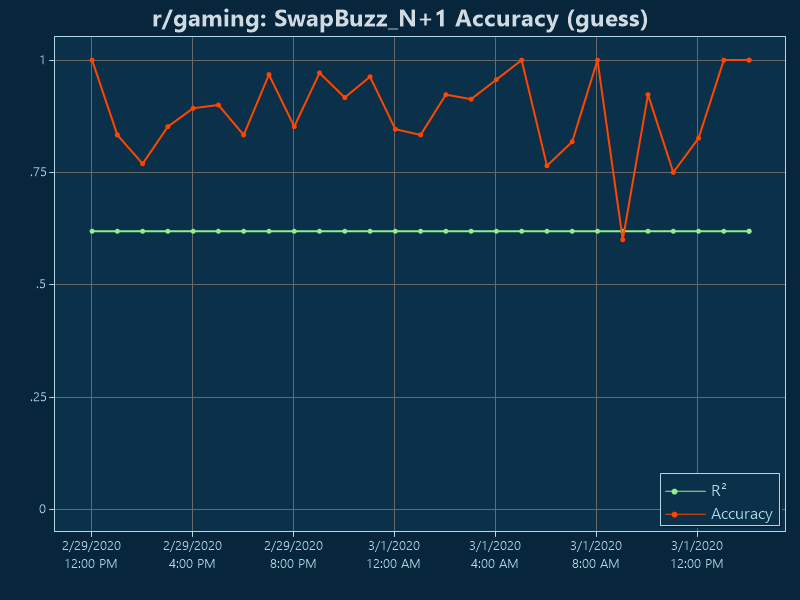 r/gaming: SwapBuzz_N+1 Accuracy (guess)
1
.75
.5
.25
0
2/29/2020 2/29/2020 2/29/2020 3/1/2020 3/1/2020 3/1/2020 3/1/2020
12:00 PM 4:00 PM 8:00 PM 12:00 AM 4:00 AM 8:00 AM 12:00 PM
R²
Accuracy